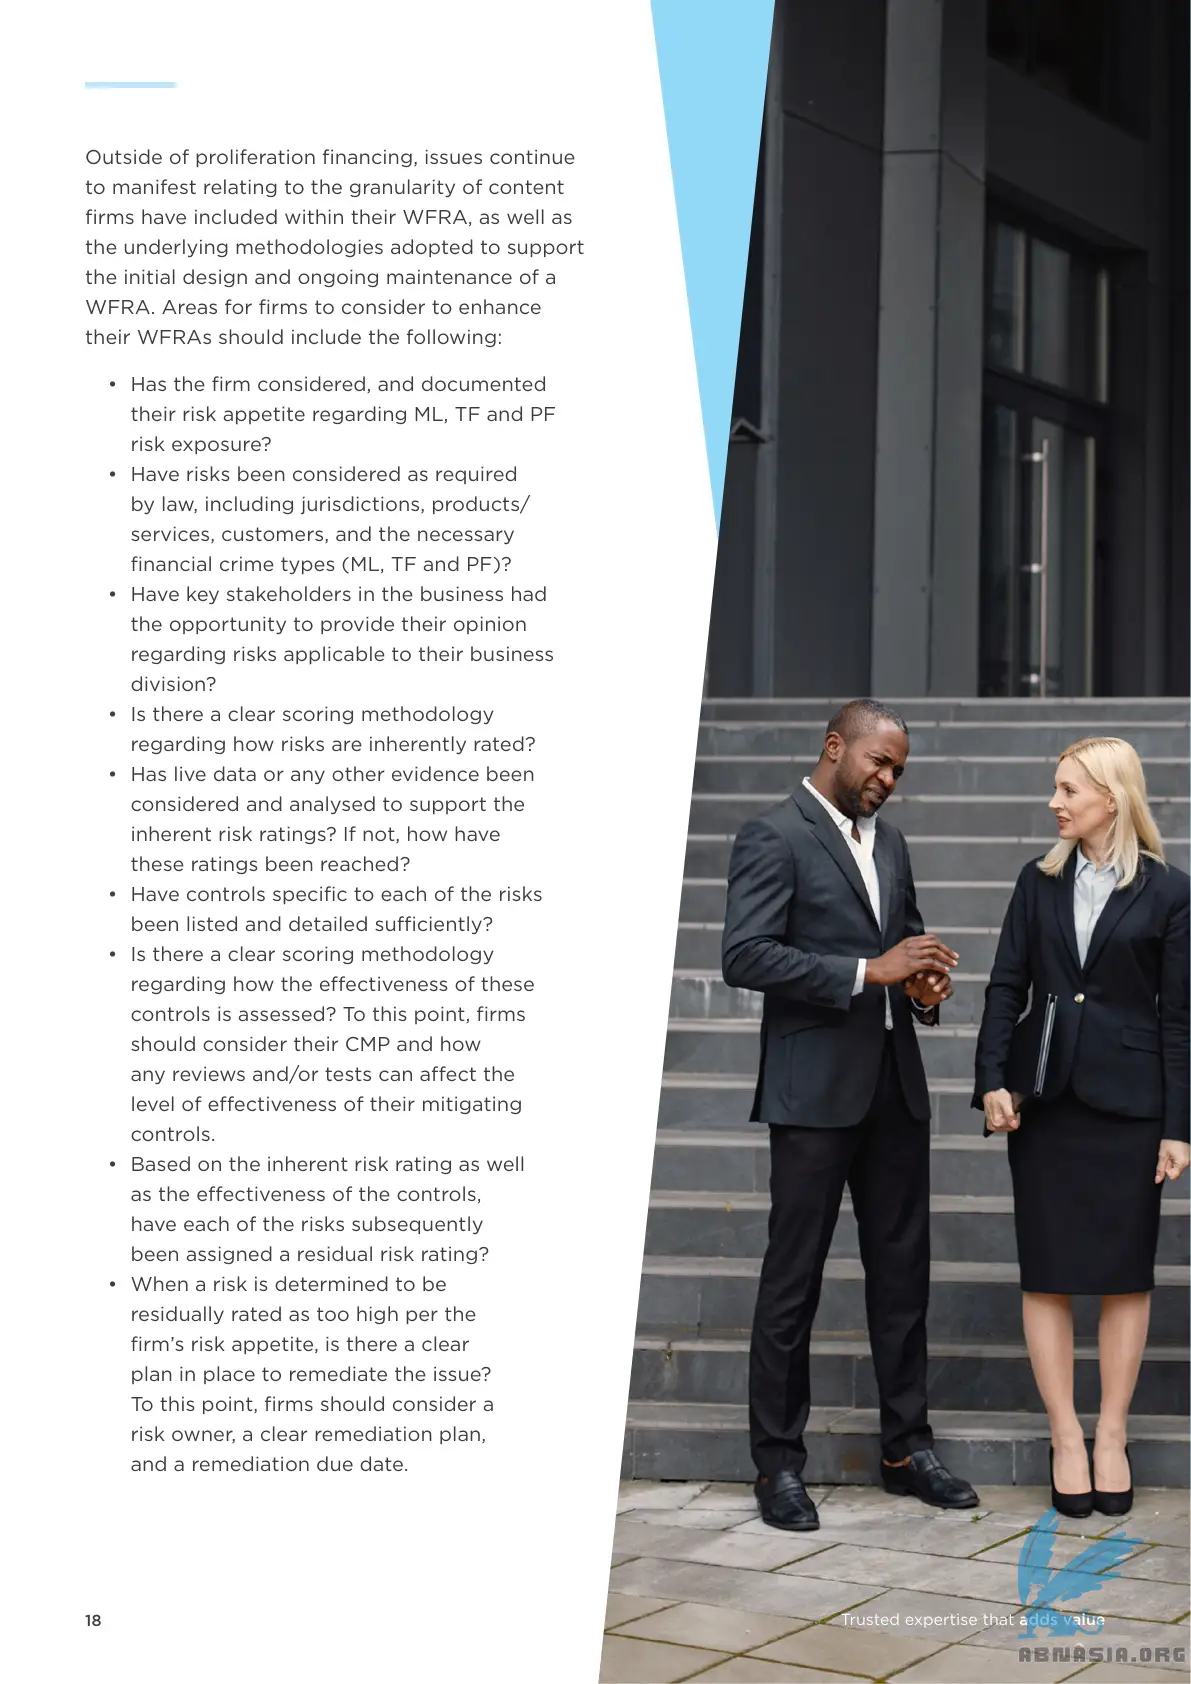 Outside of proliferation financing, issues continue
to manifest relating to the granularity of content
firms have included within their WFRA, as well as
the underlying methodologies adopted to support
the initial design and ongoing maintenance of a
WFRA. Areas for firms to consider to enhance
their WFRAs should include the following:
• Has the firm considered, and documented
their risk appetite regarding ML, TF and PF
risk exposure?
• Have risks been considered as required
by law, including jurisdictions, products/
services, customers, and the necessary
financial crime types (ML, TF and PF)?
• Have key stakeholders in the business had
the opportunity to provide their opinion
regarding risks applicable to their business
division?
• Is there a clear scoring methodology
regarding how risks are inherently rated?
• Has live data or any other evidence been
considered and analysed to support the
inherent risk ratings? If not, how have
these ratings been reached?
• Have controls specific to each of the risks
been listed and detailed sufficiently?
• Is there a clear scoring methodology
regarding how the effectiveness of these
controls is assessed? To this point, firms
should consider their CMP and how
any reviews and/or tests can affect the
level of effectiveness of their mitigating
controls.
• Based on the inherent risk rating as well
as the effectiveness of the controls,
have each of the risks subsequently
been assigned a residual risk rating?
• When a risk is determined to be
residually rated as too high per the
firm's risk appetite, is there a clear
plan in place to remediate the issue?
To this point, firms should consider a
risk owner, a clear remediation plan,
and a remediation due date.
18
Trusted expertise that adds value
ABNASIA.ORG